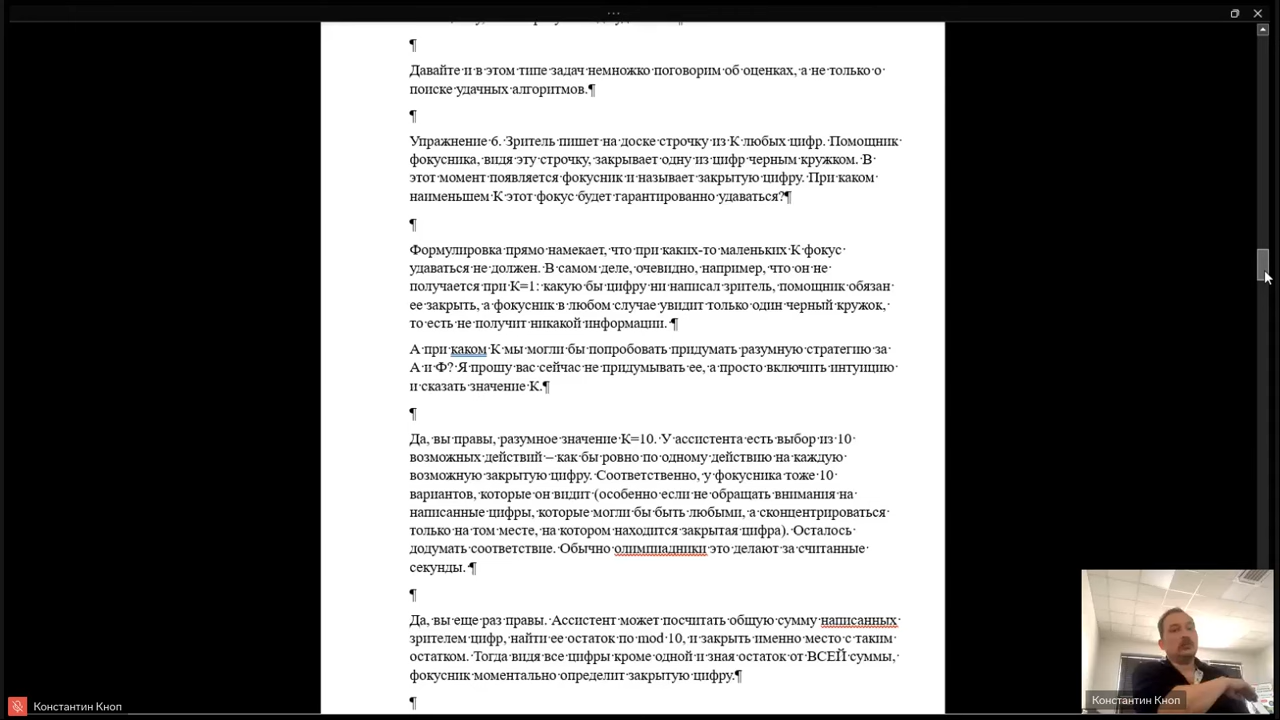 Давайте и в этом типе задач немножко поговорим об оценках, а не только о
поиске удачных алгоритмов.¶
¶
Упражнение 6. Зритель пишет на доске строчку из К любых цифр. Помощник
фокусника, видя эту строчку, закрывает одну из цифр черным кружком. В
этот момент появляется фокусник и называет закрытую цифру. При каком
наименьшем К этот фокус будет гарантированно удаваться?¶
¶
Формулировка прямо намекает, что при каких-то маленьких К фокус
удаваться не должен. В самом деле, очевидно, например, что он не
получается при К=1: какую бы цифру ни написал зритель, помощник обязан
ее закрыть, а фокусник в любом случае увидит только один черный кружок,
то есть не получит никакой информации. ¶
А при каком К мы могли бы попробовать придумать разумную стратегию за
А и Ф? Я прошу вас сейчас не придумывать ее, а просто включить интуицию
и сказать значение К.¶
¶
Да, вы правы, разумное значение К=10. У ассистента есть выбор из 10
возможных действий – как бы ровно по одному действию на каждую
возможную закрытую цифру. Соответственно, у фокусника тоже 10
вариантов, которые он видит (особенно если не обращать внимания на
написанные цифры, которые могли бы быть любыми, а сконцентрироваться
только на том месте, на котором находится закрытая цифра). Осталось
додумать соответствие. Обычно олимпиадники это делают за считанные
секунды. ¶
¶
Да, вы еще раз правы. Ассистент может посчитать общую сумму написанных
зрителем цифр, найти ее остаток по mod 10, и закрыть именно место с таким
остатком. Тогда видя все цифры кроме одной и зная остаток от ВСЕЙ суммы,
фокусник моментально определит закрытую цифру.¶
¶
Константин Кноп
Константин Кноп